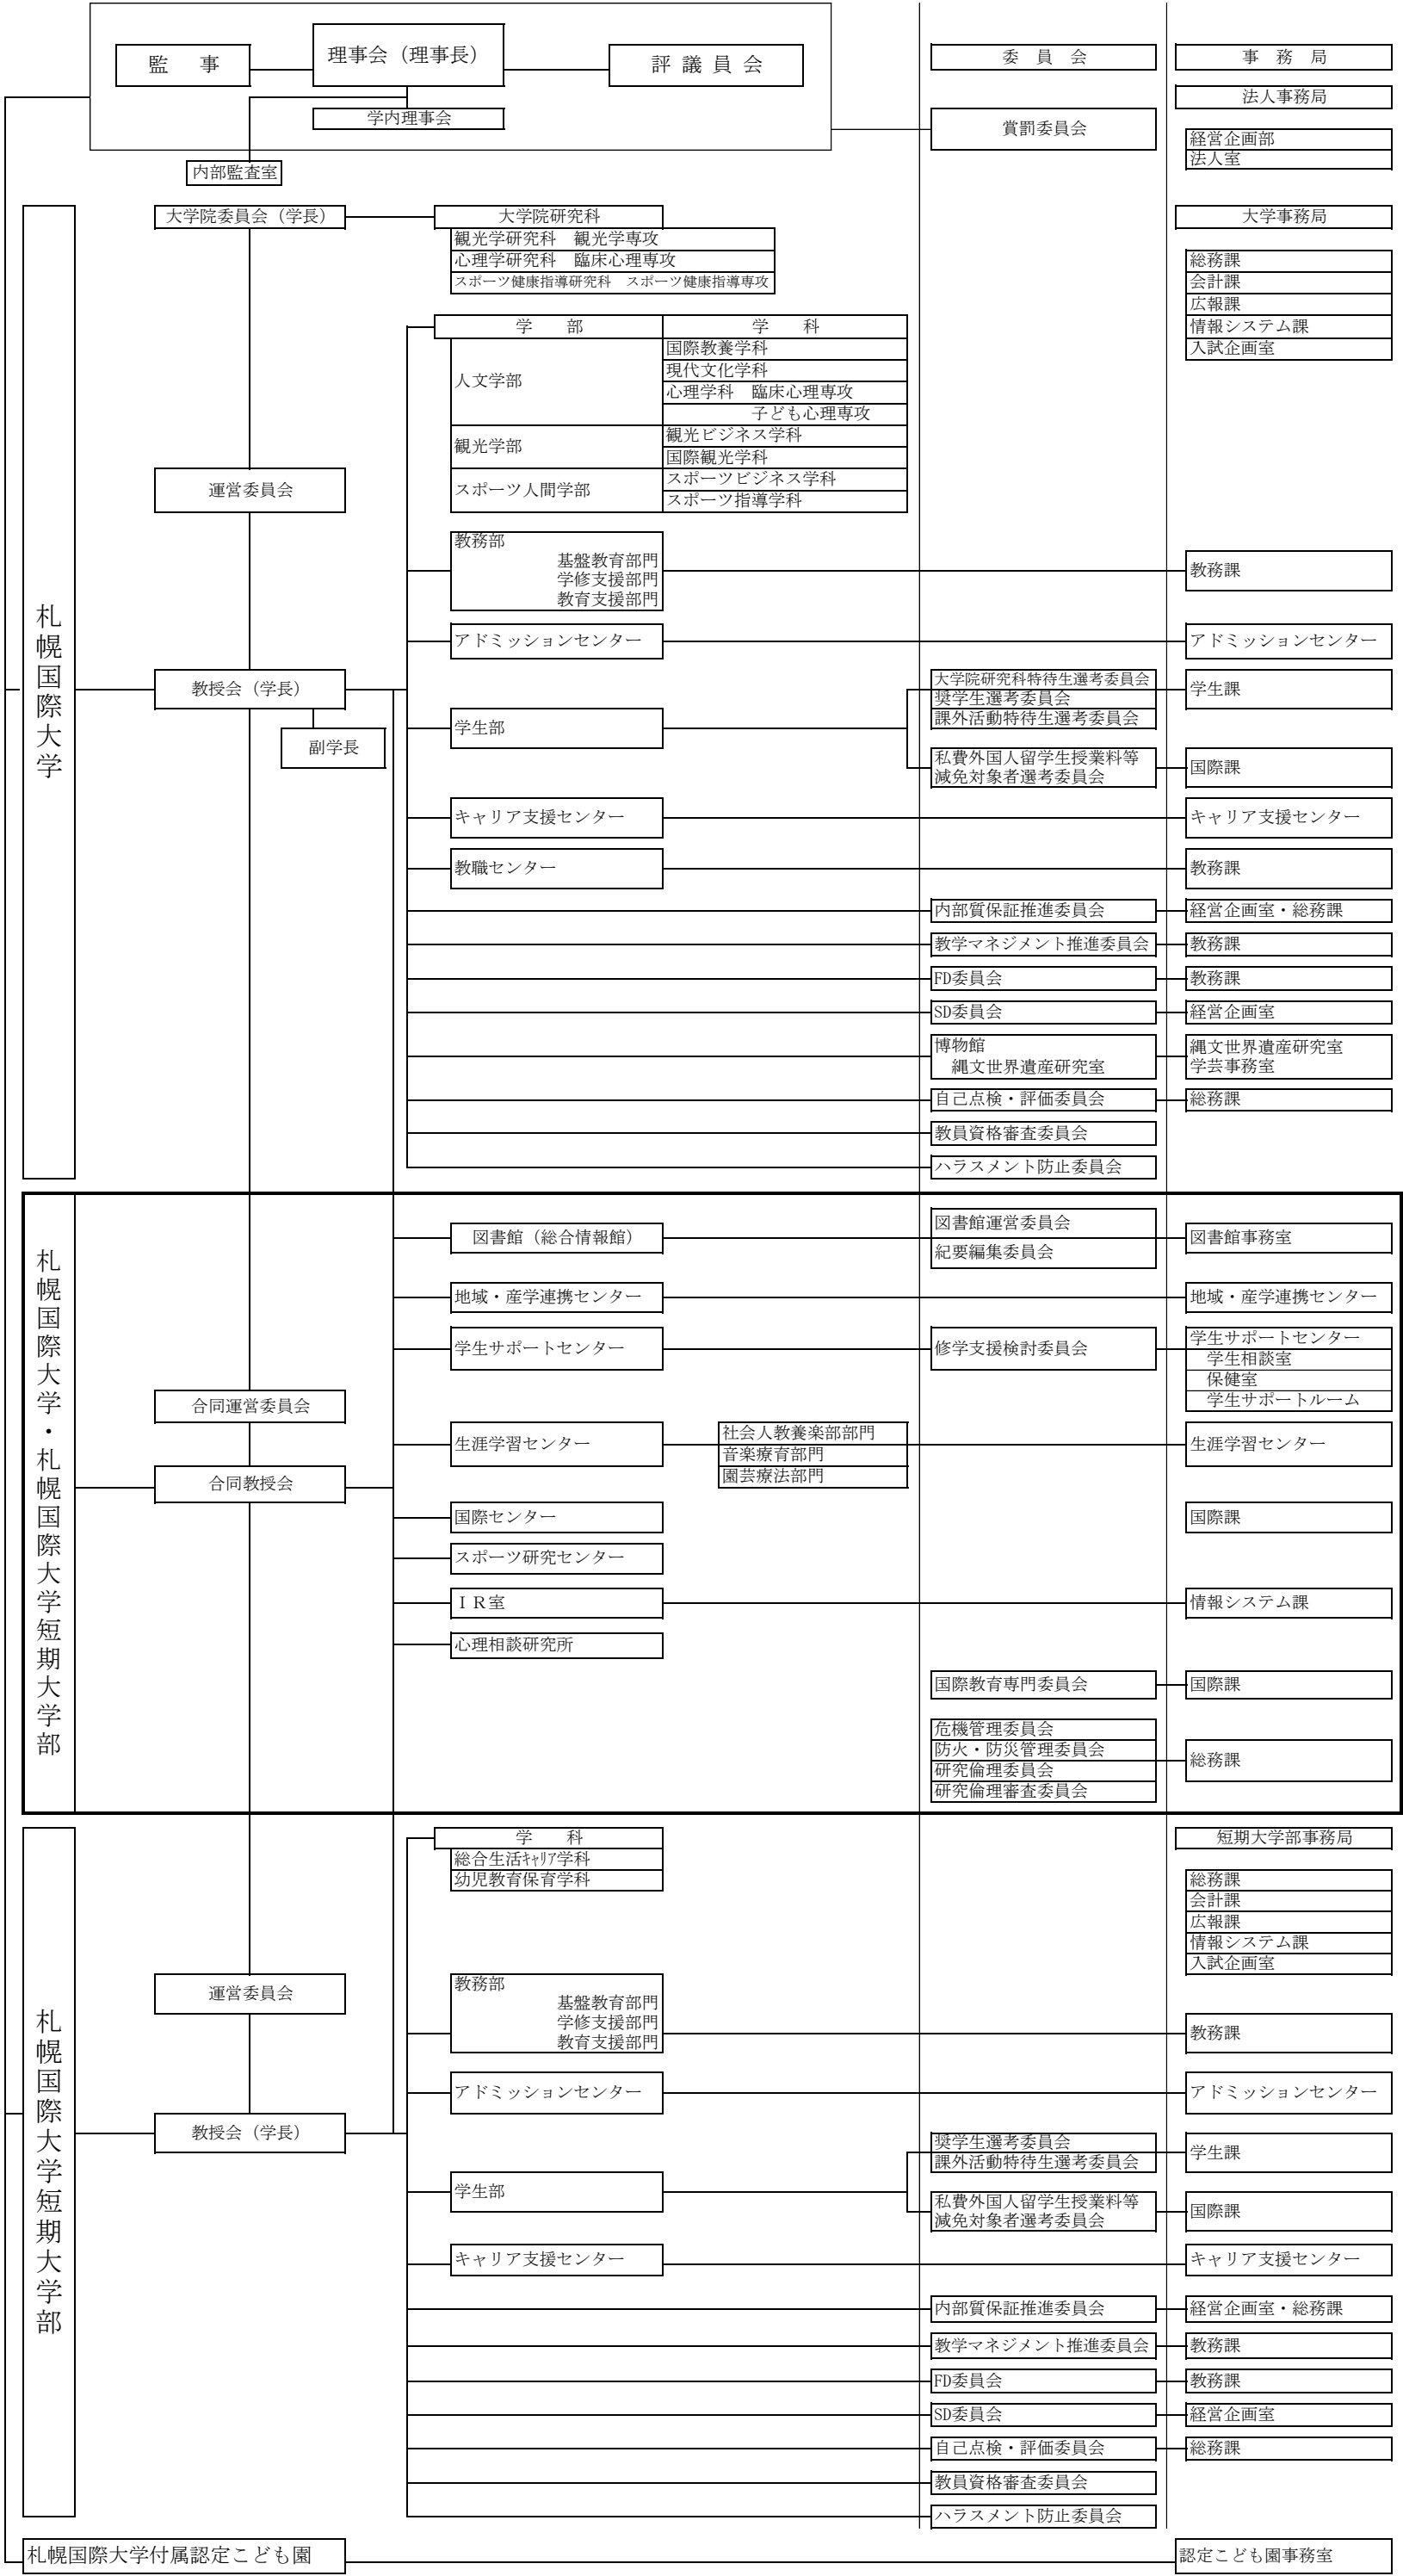 監　事
理事会（理事長）
評 議 員 会
委　員　会
事　務　局
法人事務局
学内理事会
賞罰委員会
経営企画部
法人室
内部監査室
札幌国際大学
大学院委員会（学長）
大学院研究科
大学事務局
観光学研究科　観光学専攻
心理学研究科　臨床心理専攻
スポーツ健康指導研究科　スポーツ健康指導専攻
総務課
会計課
広報課
情報システム課
入試企画室
学　　部
学　　科
人文学部
国際教養学科
現代文化学科
心理学科　臨床心理専攻
子ども心理専攻
観光学部
観光ビジネス学科
国際観光学科
スポーツ人間学部
スポーツビジネス学科
スポーツ指導学科
運営委員会
教務部
基盤教育部門
学修支援部門
教育支援部門
教務課
アドミッションセンター
アドミッションセンター
教授会（学長）
副学長
学生部
大学院研究科特待生選考委員会
奨学生選考委員会
課外活動特待生選考委員会
学生課
私費外国人留学生授業料等
減免対象者選考委員会
国際課
キャリア支援センター
キャリア支援センター
教職センター
教務課
内部質保証推進委員会
経営企画室・総務課
教学マネジメント推進委員会
教務課
FD委員会
教務課
SD委員会
経営企画室
博物館
縄文世界遺産研究室
縄文世界遺産研究室
学芸事務室
自己点検・評価委員会
総務課
教員資格審査委員会
ハラスメント防止委員会
札幌国際大学・札幌国際大学短期大学部
図書館（総合情報館）
図書館運営委員会
紀要編集委員会
図書館事務室
地域・産学連携センター
地域・産学連携センター
学生サポートセンター
修学支援検討委員会
学生サポートセンター
学生相談室
保健室
学生サポートルーム
合同運営委員会
生涯学習センター
社会人教養楽部部門
音楽療育部門
園芸療法部門
生涯学習センター
合同教授会
国際センター
国際課
スポーツ研究センター
ＩＲ室
情報システム課
心理相談研究所
国際教育専門委員会
国際課
危機管理委員会
防火・防災管理委員会
研究倫理委員会
研究倫理審査委員会
総務課
札幌国際大学短期大学部
学　　科
総合生活ｷｬﾘｱ学科
幼児教育保育学科
短期大学部事務局
総務課
会計課
広報課
情報システム課
入試企画室
運営委員会
教務部
基盤教育部門
学修支援部門
教育支援部門
教務課
アドミッションセンター
アドミッションセンター
教授会（学長）
学生部
奨学生選考委員会
課外活動特待生選考委員会
学生課
私費外国人留学生授業料等
減免対象者選考委員会
国際課
キャリア支援センター
キャリア支援センター
内部質保証推進委員会
経営企画室・総務課
教学マネジメント推進委員会
教務課
FD委員会
教務課
SD委員会
経営企画室
自己点検・評価委員会
総務課
教員資格審査委員会
ハラスメント防止委員会
札幌国際大学付属認定こども園
認定こども園事務室